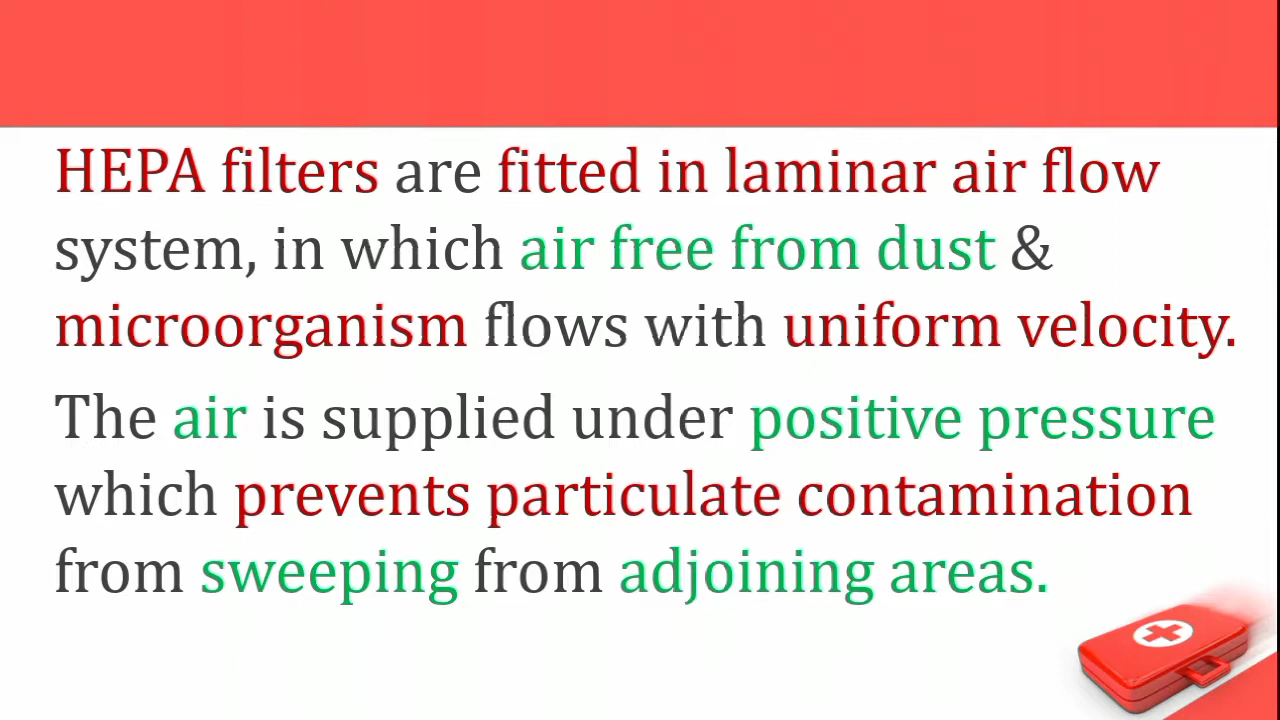 HEPA filters are fitted in laminar air flow
system, in which air free from dust &
microorganism flows with uniform velocity.
The air is supplied under positive pressure
which prevents particulate contamination
from sweeping from adjoining areas.